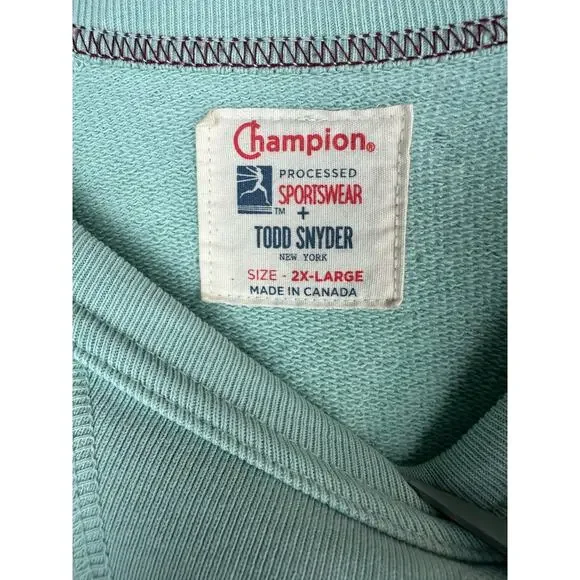 Champion®
PROCESSED
SPORTSWEAR
™ +
TODD SNYDER
NEW YORK
SIZE - 2X-LARGE
MADE IN CANADA